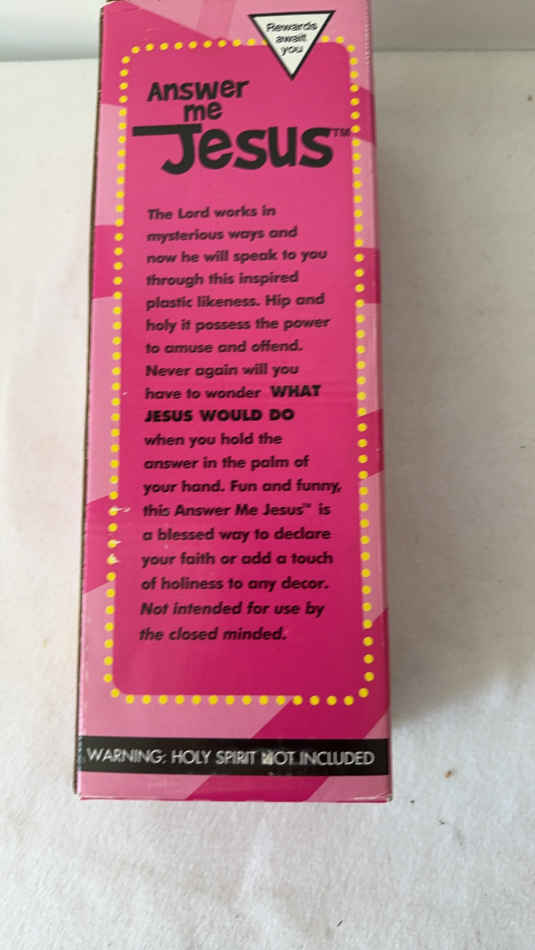 Rewards
await
you
Answer
me
Jesus™
The Lord works in
mysterious ways and
now he will speak to you
through this inspired
plastic likeness. Hip and
holy it possess the power
to amuse and offend.
Never again will you
have to wonder WHAT
JESUS WOULD DO
when you hold the
answer in the palm of
your hand. Fun and funny,
this Answer Me Jesus™ is
a blessed way to declare
your faith or add a touch
of holiness to any decor.
Not intended for use by
the closed minded.
WARNING: HOLY SPIRIT NOT INCLUDED